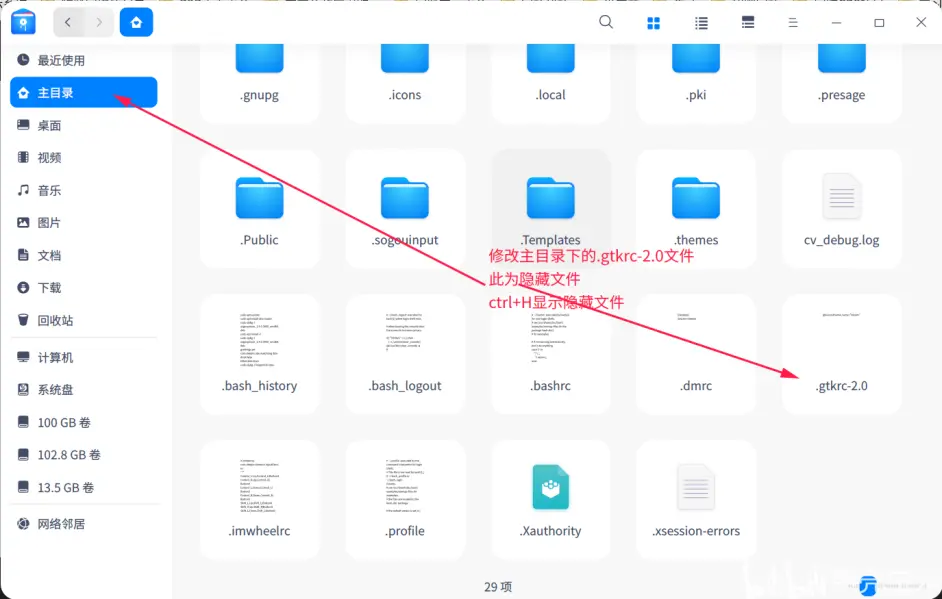 最近使用
主目录
桌面
视频
音乐
图片
文档
下载
回收站
计算机
系统盘
100 GB 卷
102.8 GB 卷
13.5 GB 卷
网络邻居
.gnupg
.icons
.local
.pki
.presage
.Public
.sogouinput
.Templates
.themes
cv_debug.log
修改主目录下的.gtkrc-2.0文件
此为隐藏文件
ctrl+H显示隐藏文件
.bash_history
.bash_logout
.bashrc
.dmrc
.gtkrc-2.0
.imwheelrc
.profile
.Xauthority
.xsession-errors
29 项